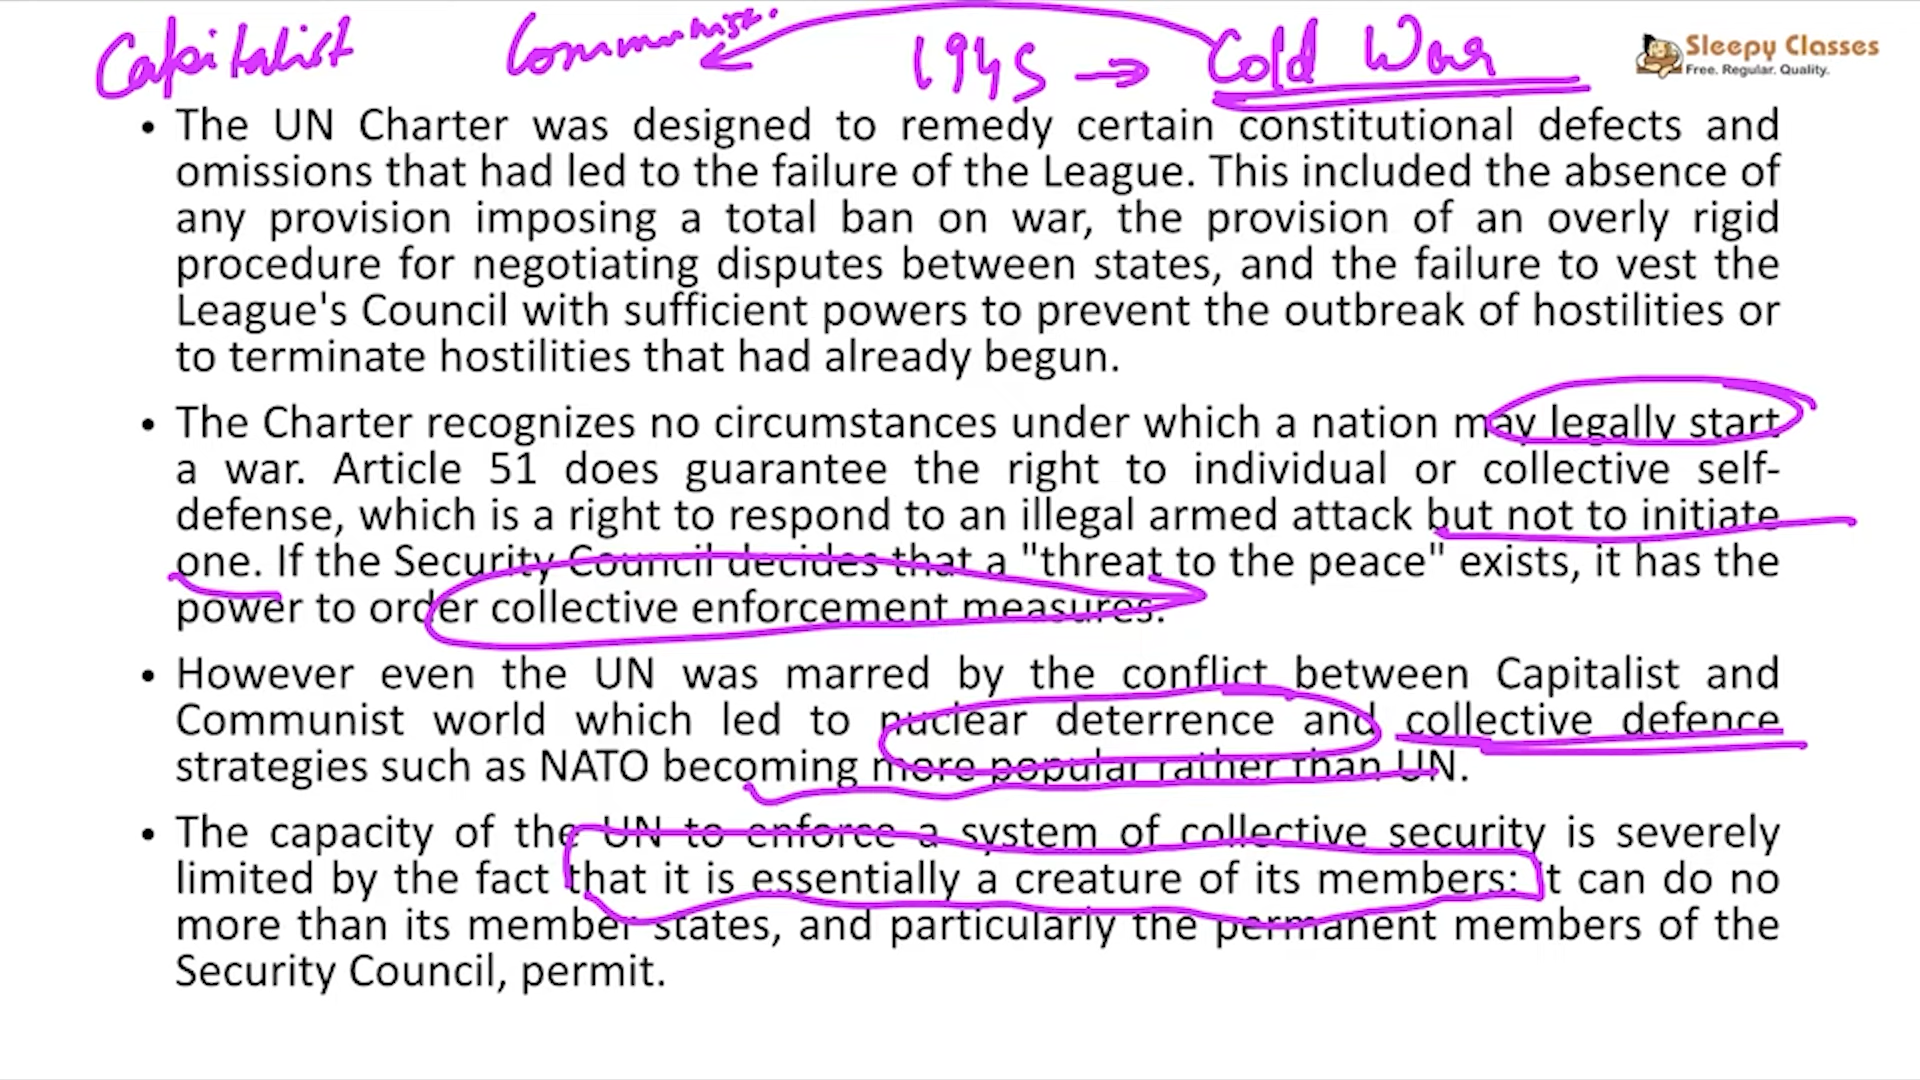 Capitalist Communist. 1945 → Cold War
Sleepy Classes
Free. Regular. Quality.
• The UN Charter was designed to remedy certain constitutional defects and
omissions that had led to the failure of the League. This included the absence of
any provision imposing a total ban on war, the provision of an overly rigid
procedure for negotiating disputes between states, and the failure to vest the
League's Council with sufficient powers to prevent the outbreak of hostilities or
to terminate hostilities that had already begun.
• The Charter recognizes no circumstances under which a nation may legally start
a war. Article 51 does guarantee the right to individual or collective self-
defense, which is a right to respond to an illegal armed attack but not to initiate
one. If the Security Council decides that a "threat to the peace" exists, it has the
power to order collective enforcement measures.
• However even the UN was marred by the conflict between Capitalist and
Communist world which led to nuclear deterrence and collective defence
strategies such as NATO becoming more popular rather than UN.
• The capacity of the UN to enforce a system of collective security is severely
limited by the fact that it is essentially a creature of its members: it can do no
more than its member states, and particularly the permanent members of the
Security Council, permit.